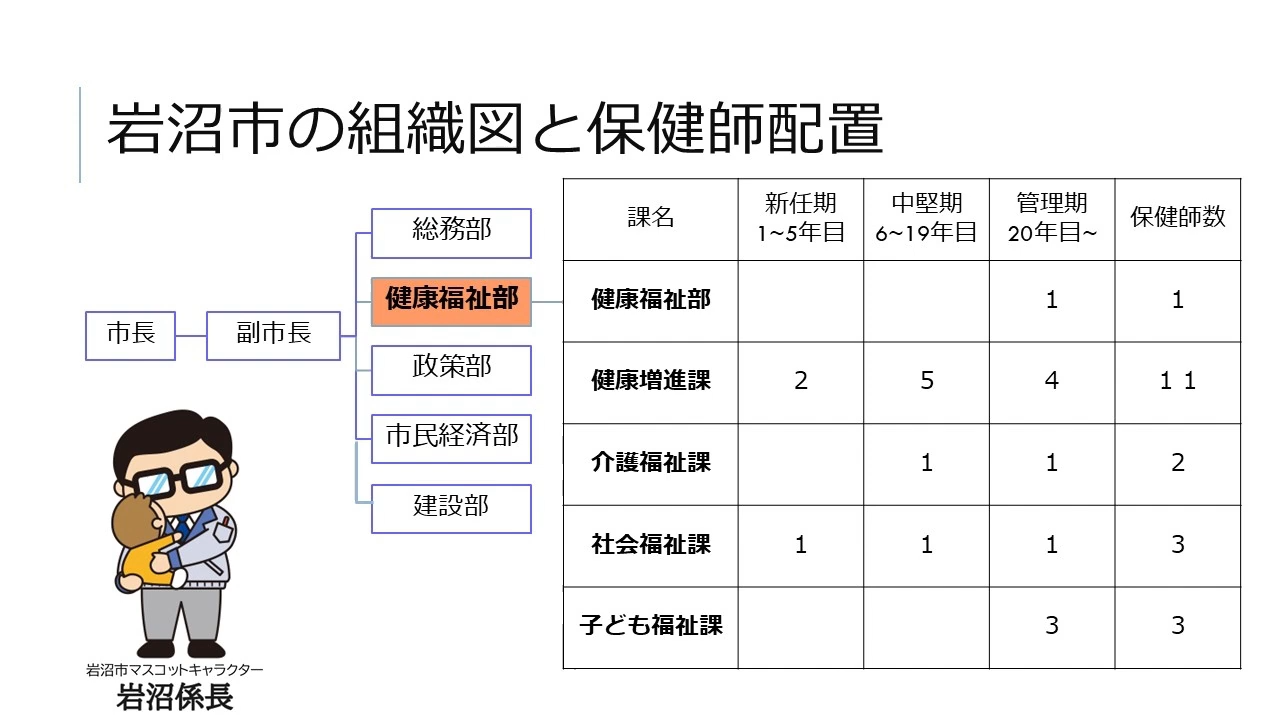 岩沼市の組織図と保健師配置
市長
副市長
総務部
健康福祉部
政策部
市民経済部
建設部
課名 新任期 1~5年目 中堅期 6~19年目 管理期 20年目~ 保健師数
健康福祉部 1 1
健康増進課 2 5 4 １１
介護福祉課 1 1 2
社会福祉課 1 1 1 3
子ども福祉課 3 3
岩沼市マスコットキャラクター
岩沼係長